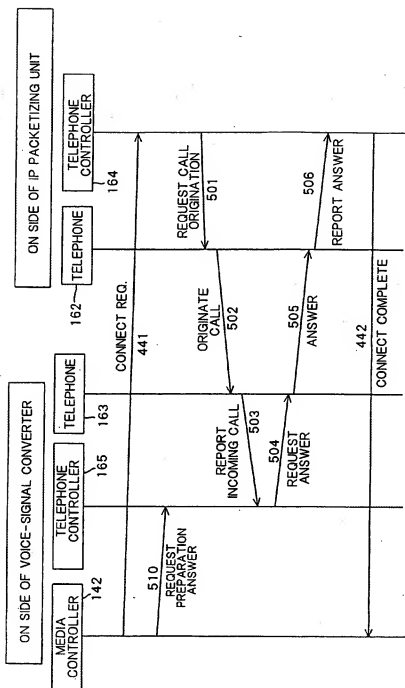 ON SIDE OF VOICE-SIGNAL CONVERTER
ON SIDE OF IP PACKETIZING UNIT
MEDIA
CONTROLLER
142
TELEPHONE
CONTROLLER
165
TELEPHONE
163
TELEPHONE
162
TELEPHONE
CONTROLLER
164
CONNECT REQ.
441
510
REQUEST
PREPARATION
ANSWER
REQUEST CALL
ORIGINATION
501
ORIGINATE
CALL
502
REPORT
INCOMING CALL
503
504
REQUEST
ANSWER
505
ANSWER
506
REPORT ANSWER
442
CONNECT COMPLETE